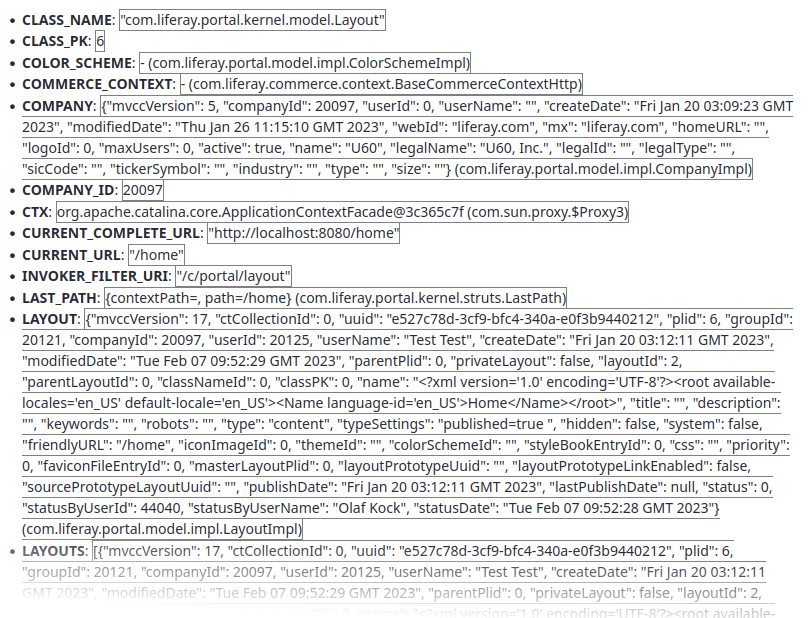 • CLASS_NAME: "com.liferay.portal.kernel.model.Layout"
• CLASS_PK: 6
• COLOR_SCHEME: - (com.liferay.portal.model.impl.ColorSchemeImpl)
• COMMERCE_CONTEXT: - (com.liferay.commerce.context.BaseCommerceContextHttp)
• COMPANY: {"mvccVersion": 5, "companyId": 20097, "userId": 0, "userName": "", "createDate": "Fri Jan 20 03:09:23 GMT
2023", "modifiedDate": "Thu Jan 26 11:15:10 GMT 2023", "webId": "liferay.com", "mx": "liferay.com", "homeURL": "",
"logoId": 0, "maxUsers": 0, "active": true, "name": "U60", "legalName": "U60, Inc.", "legalId": "", "legalType": "",
"sicCode": "", "tickerSymbol": "", "industry": "", "type": "", "size": ""} (com.liferay.portal.model.impl.CompanyImpl)
• COMPANY_ID: 20097
• CTX: org.apache.catalina.core.ApplicationContextFacade@3c365c7f (com.sun.proxy.$Proxy3)
• CURRENT_COMPLETE_URL: "http://localhost:8080/home"
• CURRENT_URL: "/home"
• INVOKER_FILTER_URI: "/c/portal/layout"
• LAST_PATH: {contextPath=, path=/home} (com.liferay.portal.kernel.struts.LastPath)
• LAYOUT: {"mvccVersion": 17, "ctCollectionId": 0, "uuid": "e527c78d-3cf9-bfc4-340a-e0f3b9440212", "plid": 6, "groupId":
20121, "companyId": 20097, "userId": 20125, "userName": "Test Test", "createDate": "Fri Jan 20 03:12:11 GMT 2023",
"modifiedDate": "Tue Feb 07 09:52:29 GMT 2023", "parentPlid": 0, "privateLayout": false, "layoutId": 2,
"parentLayoutId": 0, "classNameId": 0, "classPK": 0, "name": "<?xml version='1.0' encoding='UTF-8'?><root available-
locales='en_US' default-locale='en_US'><Name language-id='en_US'>Home</Name></root>", "title": "", "description":
"", "keywords": "", "robots": "", "type": "content", "typeSettings": "published=true ", "hidden": false, "system": false,
"friendlyURL": "/home", "iconImageId": 0, "themeId": "", "colorSchemeId": "", "styleBookEntryId": 0, "css": "", "priority":
0, "faviconFileEntryId": 0, "masterLayoutPlid": 0, "layoutPrototypeUuid": "", "layoutPrototypeLinkEnabled": false,
"sourcePrototypeLayoutUuid": "", "publishDate": "Fri Jan 20 03:12:11 GMT 2023", "lastPublishDate": null, "status": 0,
"statusByUserId": 44040, "statusByUserName": "Olaf Kock", "statusDate": "Tue Feb 07 09:52:28 GMT 2023"}
(com.liferay.portal.model.impl.LayoutImpl)
• LAYOUTS: [{"mvccVersion": 17, "ctCollectionId": 0, "uuid": "e527c78d-3cf9-bfc4-340a-e0f3b9440212", "plid": 6,
"groupId": 20121, "companyId": 20097, "userId": 20125, "userName": "Test Test", "createDate": "Fri Jan 20 03:12:11
GMT 2023", "modifiedDate": "Tue Feb 07 09:52:29 GMT 2023", "parentPlid": 0, "privateLayout": false, "layoutId": 2,
"name": "<?xml version='1.0' encoding='UTF-8'?><root available-